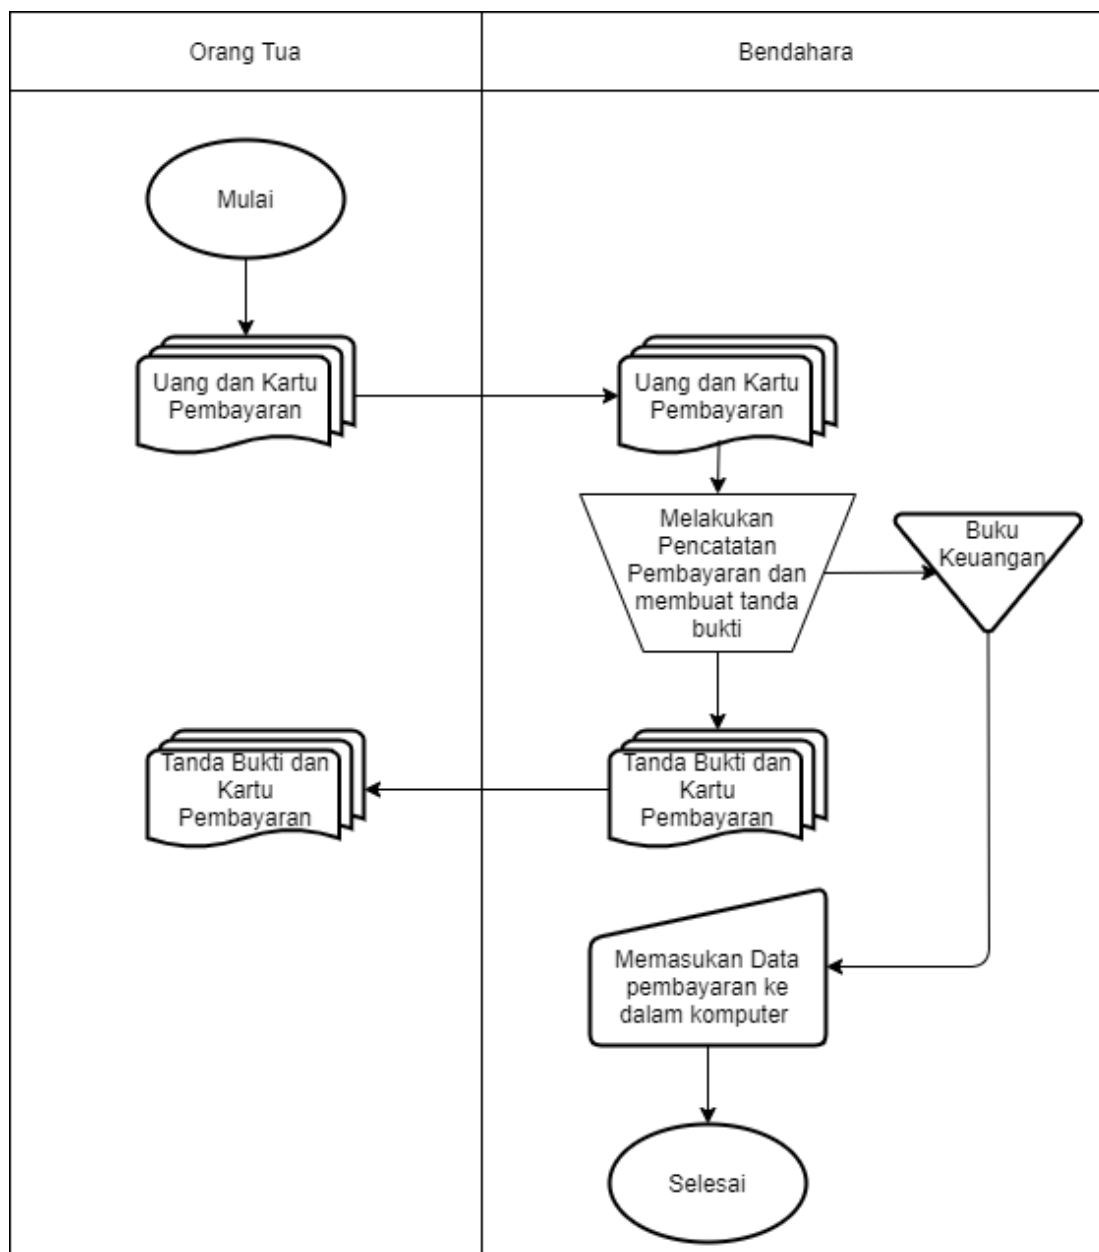 Orang Tua
Bendahara
Mulai
Uang dan Kartu
Pembayaran
Uang dan Kartu
Pembayaran
Melakukan
Pencatatan
Pembayaran dan
membuat tanda
bukti
Buku
Keuangan
Tanda Bukti dan
Kartu
Pembayaran
Tanda Bukti dan
Kartu
Pembayaran
Memasukan Data
pembayaran ke
dalam komputer
Selesai